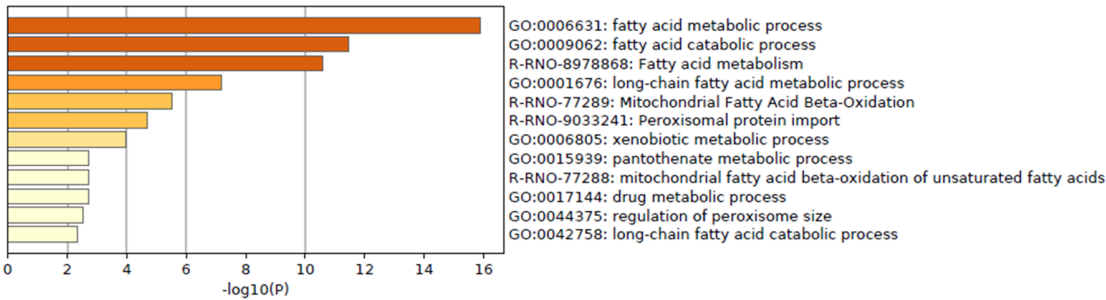 GO:0006631: fatty acid metabolic process
GO:0009062: fatty acid catabolic process
R-RNO-8978868: Fatty acid metabolism
GO:0001676: long-chain fatty acid metabolic process
R-RNO-77289: Mitochondrial Fatty Acid Beta-Oxidation
R-RNO-9033241: Peroxisomal protein import
GO:0006805: xenobiotic metabolic process
GO:0015939: pantothenate metabolic process
R-RNO-77288: mitochondrial fatty acid beta-oxidation of unsaturated fatty acids
GO:0017144: drug metabolic process
GO:0044375: regulation of peroxisome size
GO:0042758: long-chain fatty acid catabolic process
0 2 4 6 8 10 12 14 16
-log10(P)